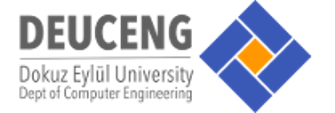 DEUCENG
Dokuz Eylül University
Dept of Computer Engineering